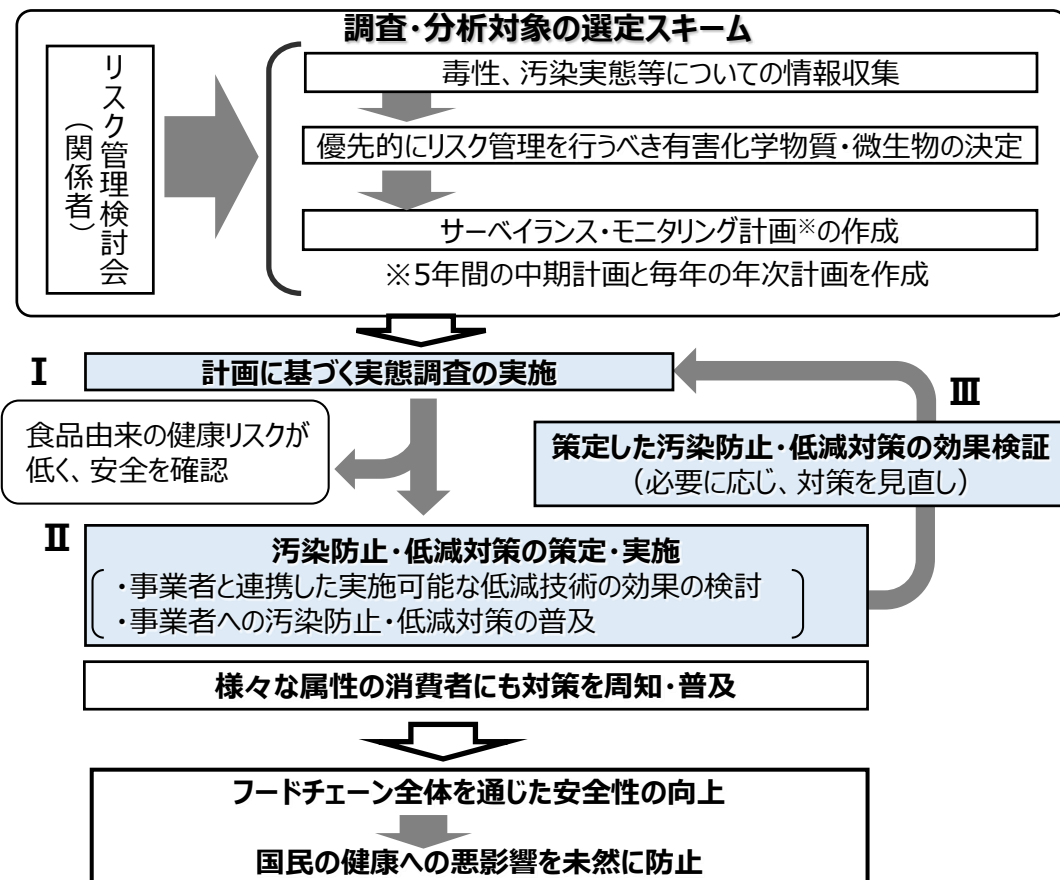 調査・分析対象の選定スキーム
リスク管理検討会
（関係者）
毒性、汚染実態等についての情報収集
優先的にリスク管理を行うべき有害化学物質・微生物の決定
サーベイランス・モニタリング計画※の作成
※5年間の中期計画と毎年の年次計画を作成
Ⅰ
計画に基づく実態調査の実施
食品由来の健康リスクが
低く、安全を確認
Ⅲ
策定した汚染防止・低減対策の効果検証
（必要に応じ、対策を見直し）
Ⅱ
汚染防止・低減対策の策定・実施
・事業者と連携した実施可能な低減技術の効果の検討
・事業者への汚染防止・低減対策の普及
様々な属性の消費者にも対策を周知・普及
フードチェーン全体を通じた安全性の向上
国民の健康への悪影響を未然に防止